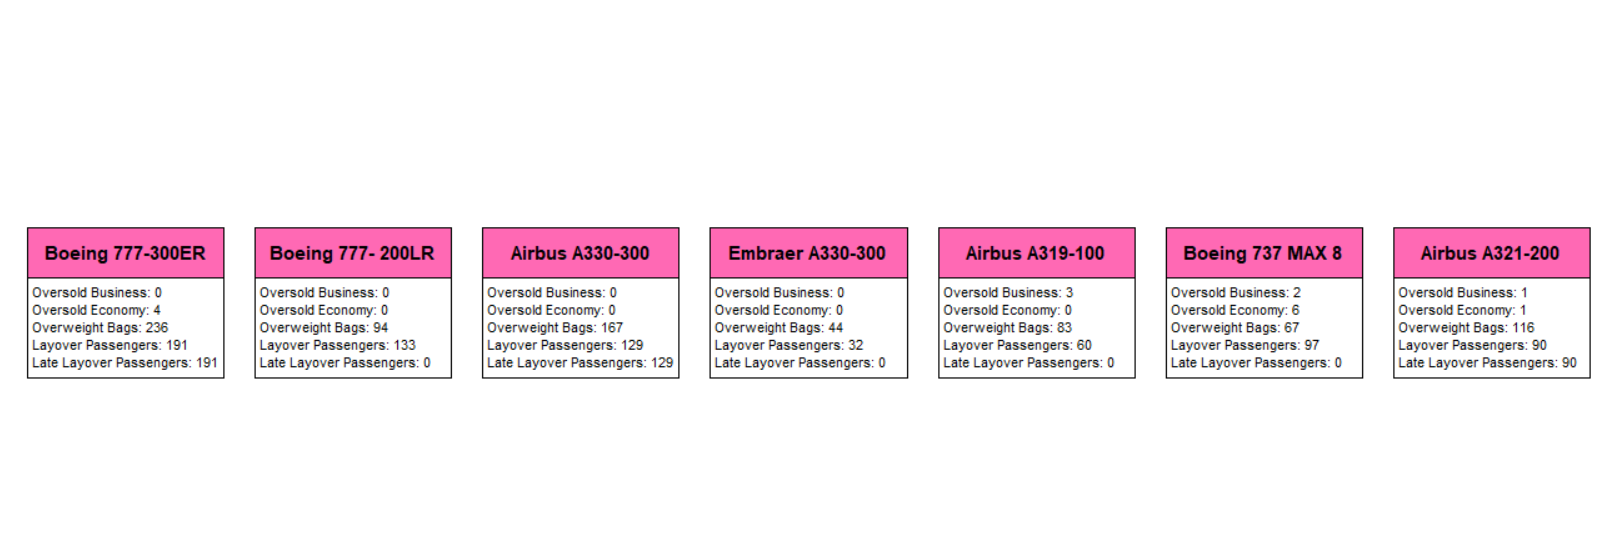 Boeing 777-300ER
Oversold Business: 0
Oversold Economy: 4
Overweight Bags: 236
Layover Passengers: 191
Late Layover Passengers: 191
Boeing 777- 200LR
Oversold Business: 0
Oversold Economy: 0
Overweight Bags: 94
Layover Passengers: 133
Late Layover Passengers: 0
Airbus A330-300
Oversold Business: 0
Oversold Economy: 0
Overweight Bags: 167
Layover Passengers: 129
Late Layover Passengers: 129
Embraer A330-300
Oversold Business: 0
Oversold Economy: 0
Overweight Bags: 44
Layover Passengers: 32
Late Layover Passengers: 0
Airbus A319-100
Oversold Business: 3
Oversold Economy: 0
Overweight Bags: 83
Layover Passengers: 60
Late Layover Passengers: 0
Boeing 737 MAX 8
Oversold Business: 2
Oversold Economy: 6
Overweight Bags: 67
Layover Passengers: 97
Late Layover Passengers: 0
Airbus A321-200
Oversold Business: 1
Oversold Economy: 1
Overweight Bags: 116
Layover Passengers: 90
Late Layover Passengers: 90